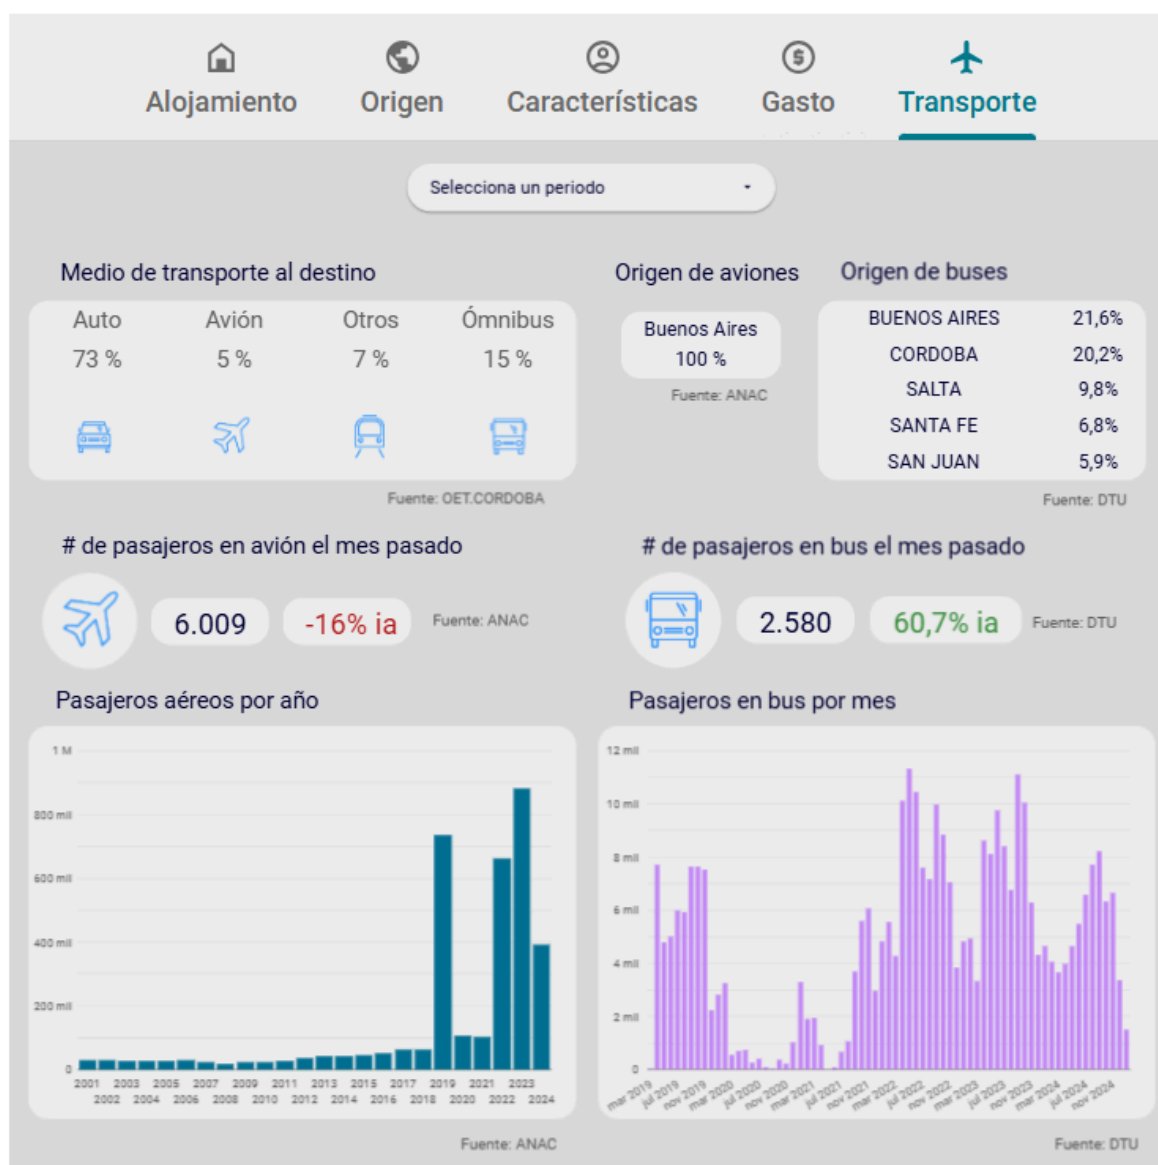 Alojamiento Origen Características Gasto Transporte
Selecciona un periodo
Medio de transporte al destino
Auto Avión Otros Ómnibus
73 % 5 % 7 % 15 %
Fuente: OET.CORDOBA
Origen de aviones
Buenos Aires
100 %
Fuente: ANAC
Origen de buses
BUENOS AIRES 21,6%
CORDOBA 20,2%
SALTA 9,8%
SANTA FE 6,8%
SAN JUAN 5,9%
Fuente: DTU
# de pasajeros en avión el mes pasado
6.009 -16% ia Fuente: ANAC
# de pasajeros en bus el mes pasado
2.580 60,7% ia Fuente: DTU
Pasajeros aéreos por año
1 M
800 mil
600 mil
400 mil
200 mil
0
2001 2003 2005 2007 2009 2011 2013 2015 2017 2019 2021 2023
2002 2004 2006 2008 2010 2012 2014 2016 2018 2020 2022 2024
Fuente: ANAC
Pasajeros en bus por mes
12 mil
10 mil
8 mil
6 mil
4 mil
2 mil
0
mar 2019 jul 2019 nov 2019 mar 2020 jul 2020 nov 2020 mar 2021 jul 2021 nov 2021 mar 2022 jul 2022 nov 2022 mar 2023 jul 2023 nov 2023 mar 2024 jul 2024 nov 2024
Fuente: DTU